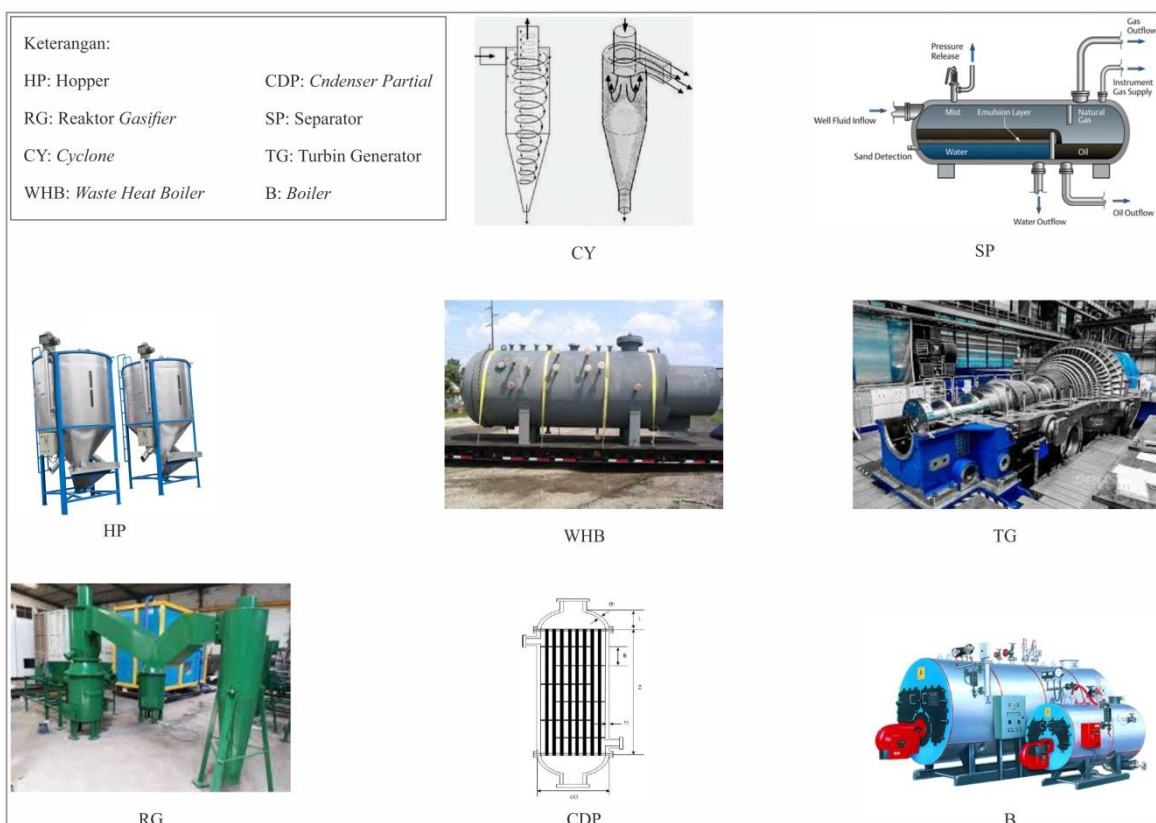 Keterangan:
HP: Hopper
CDP: Cndenser Partial
RG: Reaktor Gasifier
SP: Separator
CY: Cyclone
TG: Turbin Generator
WHB: Waste Heat Boiler
B: Boiler
CY
Gas
Outflow
Pressure
Release
Instrument
Gas Supply
Well Fluid Inflow
Mist
Emulsion Layer
Natural
Gas
Sand Detection
Water
Oil
Water Outflow
Oil Outflow
SP
HP
WHB
TG
RG
L
B
Z
CDP
B